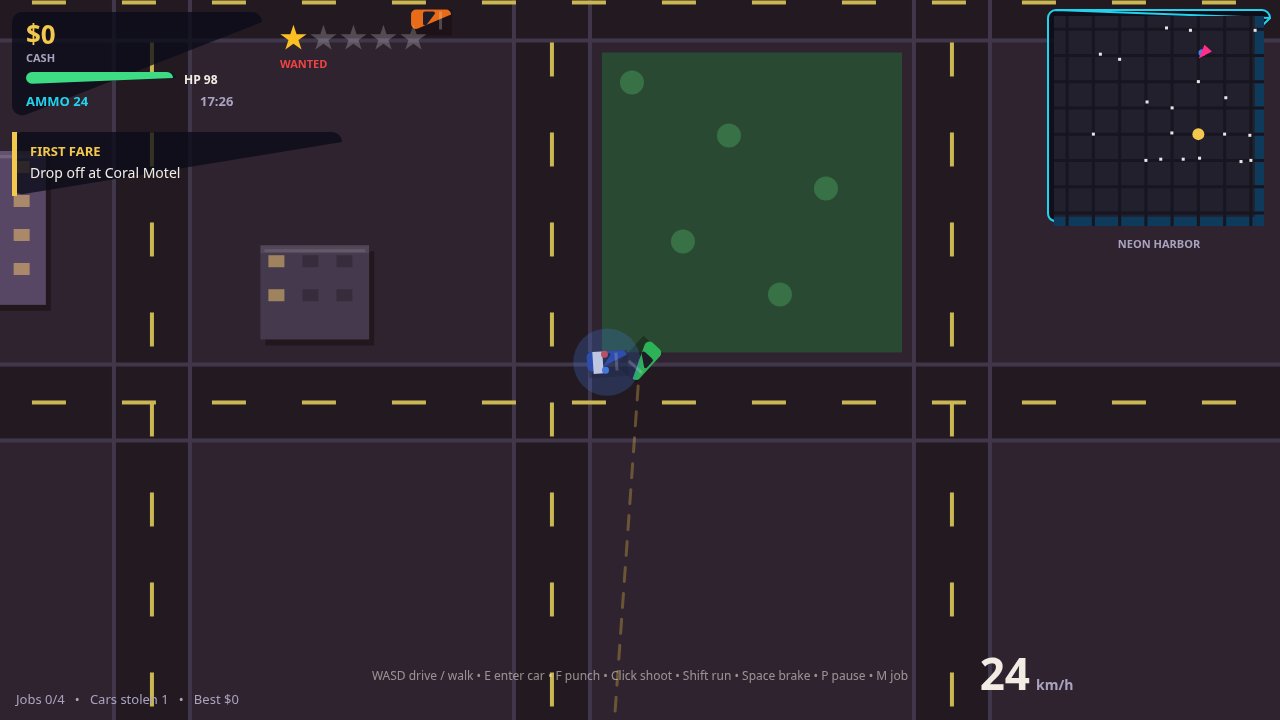 $0
CASH
HP 98
AMMO 24
17:26
WANTED
FIRST FARE
Drop off at Coral Motel
NEON HARBOR
WASD drive / walk • E enter car • F punch • Click shoot • Shift run • Space brake • P pause • M job
24 km/h
Jobs 0/4 • Cars stolen 1 • Best $0